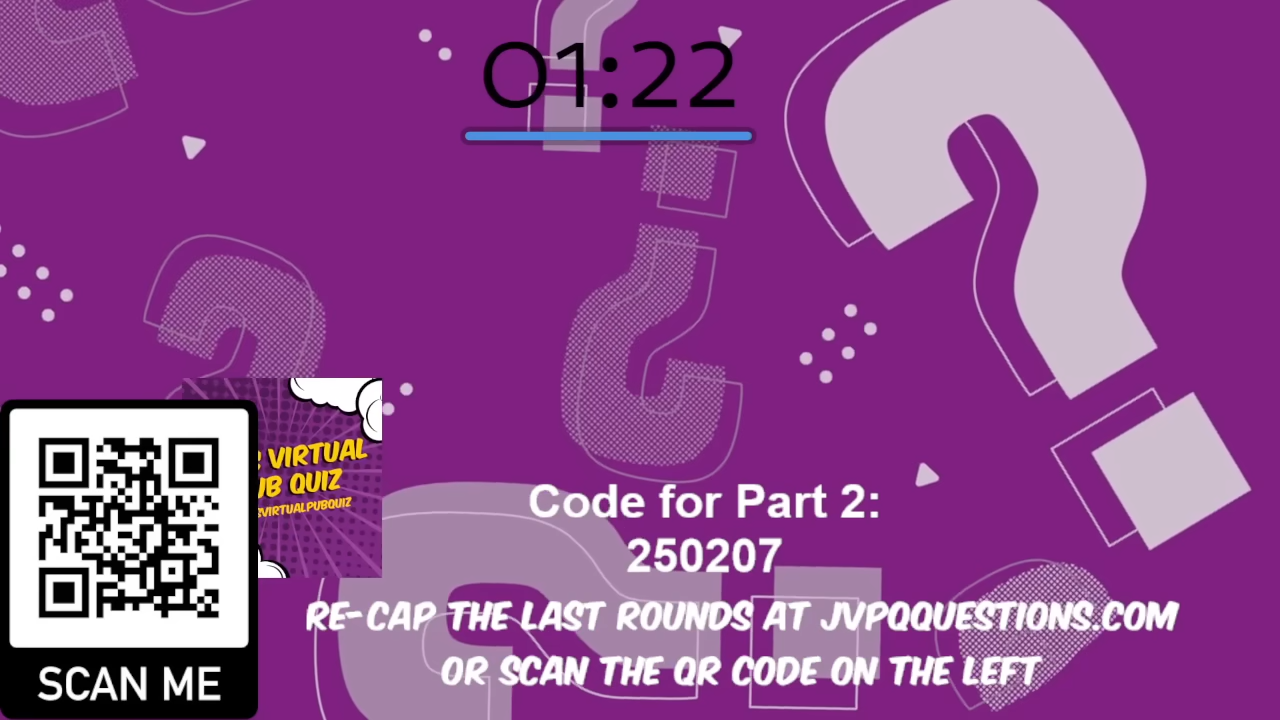 01:22
VIRTUAL
UB QUIZ
VIRTUALPUBQUIZ
Code for Part 2:
250207
RE-CAP THE LAST ROUNDS AT JVPQQUESTIONS.COM
OR SCAN THE QR CODE ON THE LEFT
SCAN ME